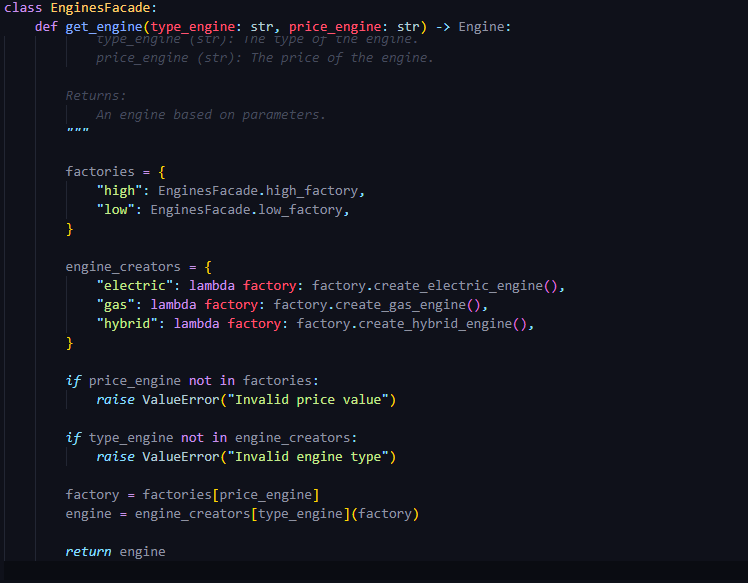 class EnginesFacade:
    def get_engine(type_engine: str, price_engine: str) -> Engine:
            type_engine (str): The type of the engine.
            price_engine (str): The price of the engine.

        Returns:
            An engine based on parameters.
        """

        factories = {
            "high": EnginesFacade.high_factory,
            "low": EnginesFacade.low_factory,
        }

        engine_creators = {
            "electric": lambda factory: factory.create_electric_engine(),
            "gas": lambda factory: factory.create_gas_engine(),
            "hybrid": lambda factory: factory.create_hybrid_engine(),
        }

        if price_engine not in factories:
            raise ValueError("Invalid price value")

        if type_engine not in engine_creators:
            raise ValueError("Invalid engine type")

        factory = factories[price_engine]
        engine = engine_creators[type_engine](factory)

        return engine